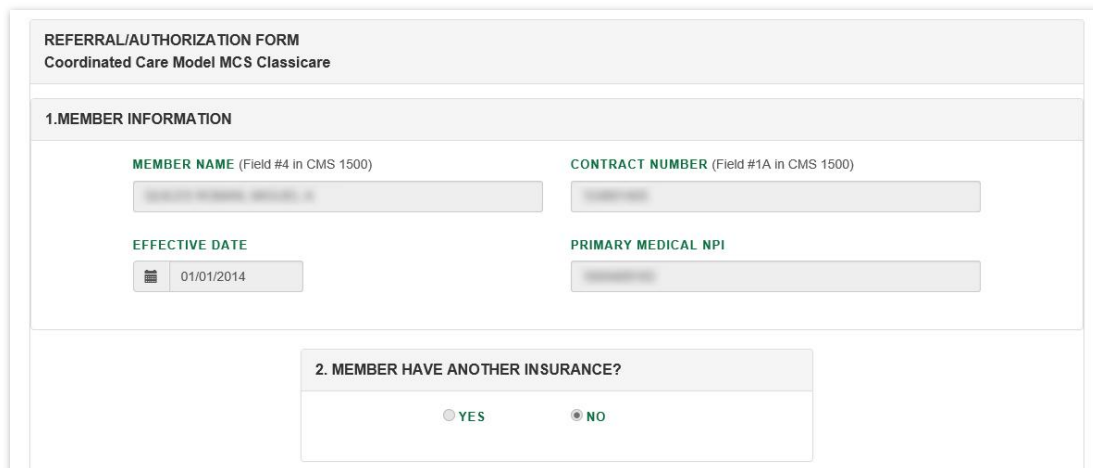 REFERRAL/AUTHORIZATION FORM
Coordinated Care Model MCS Classicare
1.MEMBER INFORMATION
MEMBER NAME (Field #4 in CMS 1500)
CONTRACT NUMBER (Field #1A in CMS 1500)
EFFECTIVE DATE
PRIMARY MEDICAL NPI
01/01/2014
2. MEMBER HAVE ANOTHER INSURANCE?
YES
NO